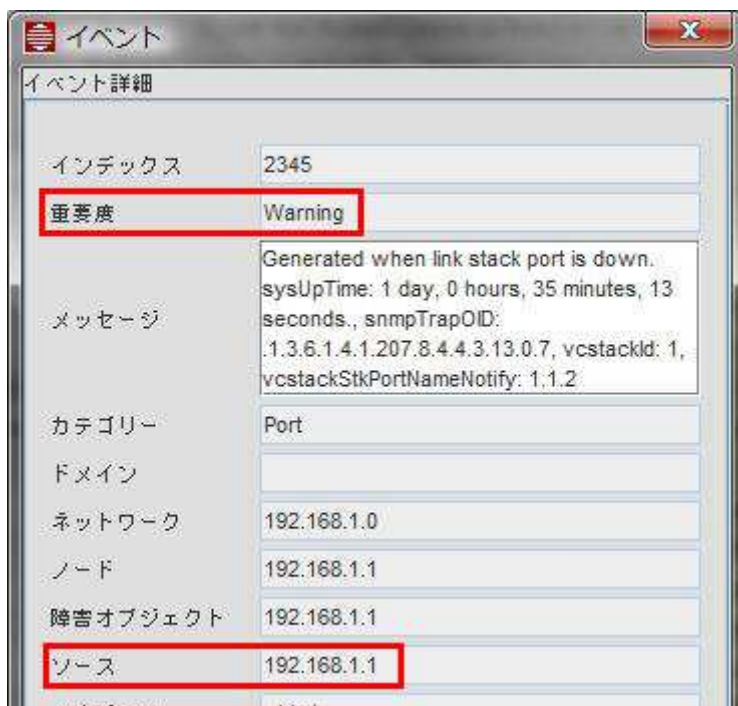 イベント
イベント詳細
インデックス 2345
重要度 Warning
メッセージ
Generated when link stack port is down.
sysUpTime: 1 day, 0 hours, 35 minutes, 13
seconds., snmpTrapOID:
.1.3.6.1.4.1.207.8.4.4.3.13.0.7, vcstackId: 1,
vcstackStkPortNameNotify: 1.1.2
カテゴリー Port
ドメイン
ネットワーク 192.168.1.0
ノード 192.168.1.1
障害オブジェクト 192.168.1.1
ソース 192.168.1.1